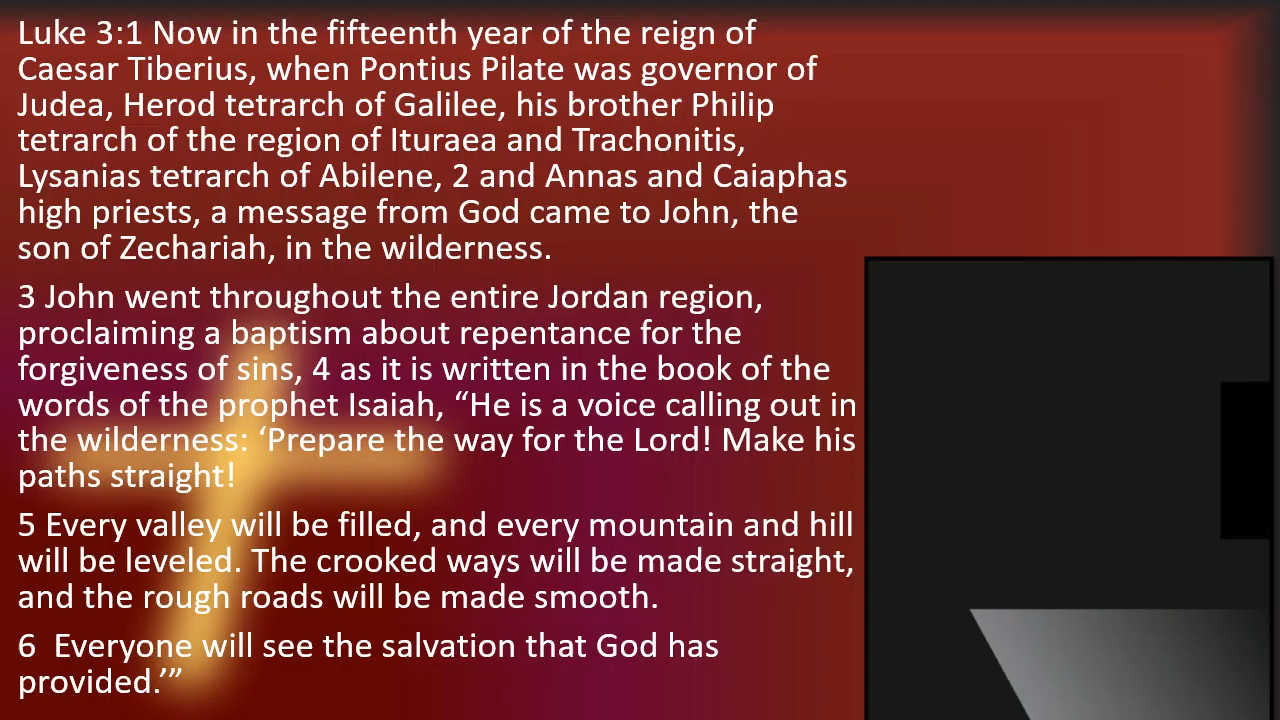 Luke 3:1 Now in the fifteenth year of the reign of
Caesar Tiberius, when Pontius Pilate was governor of
Judea, Herod tetrarch of Galilee, his brother Philip
tetrarch of the region of Ituraea and Trachonitis,
Lysanias tetrarch of Abilene, 2 and Annas and Caiaphas
high priests, a message from God came to John, the
son of Zechariah, in the wilderness.
3 John went throughout the entire Jordan region,
proclaiming a baptism about repentance for the
forgiveness of sins, 4 as it is written in the book of the
words of the prophet Isaiah, “He is a voice calling out in
the wilderness: ‘Prepare the way for the Lord! Make his
paths straight!
5 Every valley will be filled, and every mountain and hill
will be leveled. The crooked ways will be made straight,
and the rough roads will be made smooth.
6  Everyone will see the salvation that God has
provided.’”